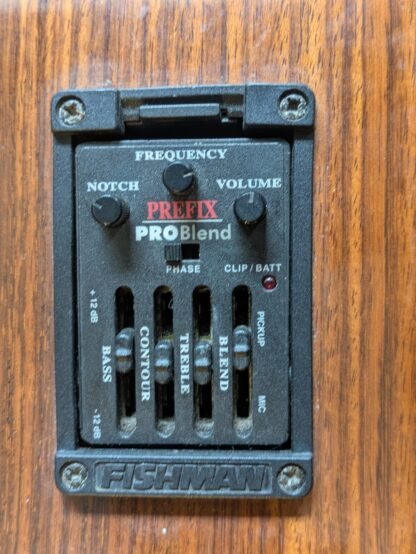 FREQUENCY
NOTCH
VOLUME
PREFIX
PROBlend
PHASE
CLIP / BATT
+ 12 dB
-12 dB
BASS
CONTOUR
TREBLE
BLEND
PICKUP
MIC
FISHMAN